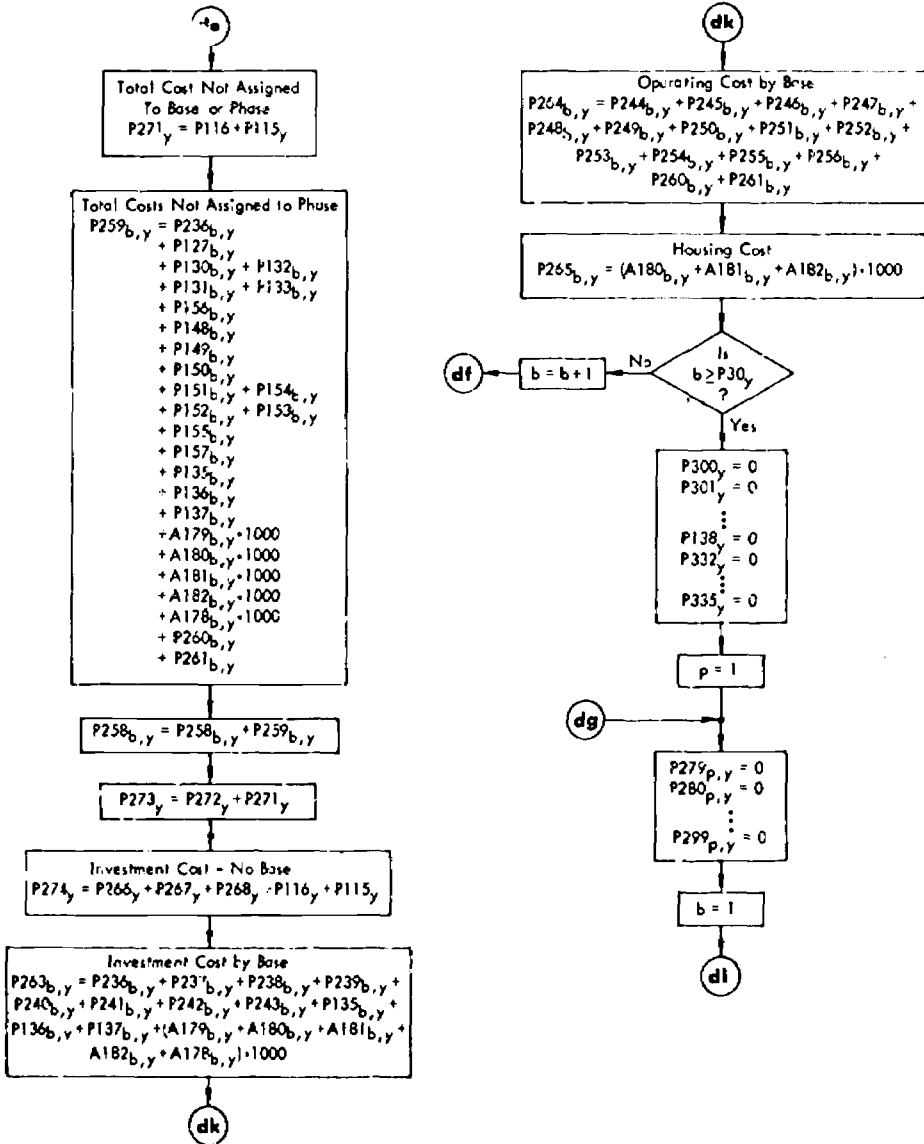 Total Cost Not Assigned
To Base or Phase
P271y = P116 + P115y
Total Costs Not Assigned to Phase
P259b,y = P236b,y
+ P127b,y
+ P130b,y + P132b,y
+ P131b,y + P133b,y
+ P156b,y
+ P148b,y
+ P149b,y
+ P150b,y
+ P151b,y + P154b,y
+ P152b,y + P153b,y
+ P155b,y
+ P157b,y
+ P135b,y
+ P136b,y
+ P137b,y
+ A179b,y • 1000
+ A180b,y • 1000
+ A181b,y • 1000
+ A182b,y • 1000
+ A178b,y • 1000
+ P260b,y
+ P261b,y
P258b,y = P258b,y + P259b,y
P273y = P272y + P271y
Investment Cost - No Base
P274y = P266y + P267y + P268y + P116y + P115y
Investment Cost by Base
P263b,y = P236b,y + P237b,y + P238b,y + P239b,y +
P240b,y + P241b,y + P242b,y + P243b,y + P135b,y +
P136b,y + P137b,y + (A179b,y + A180b,y + A181b,y +
A182b,y + A178b,y) • 1000
dk
dk
Operating Cost by Base
P264b,y = P244b,y + P245b,y + P246b,y + P247b,y +
P248b,y + P249b,y + P250b,y + P251b,y + P252b,y +
P253b,y + P254b,y + P255b,y + P256b,y +
P260b,y + P261b,y
Housing Cost
P265b,y = (A180b,y + A181b,y + A182b,y) • 1000
Is
b ≥ P30y
?
No
b = b + 1
df
Yes
P300y = 0
P301y = 0
⋮
P138y = 0
P332y = 0
⋮
P335y = 0
p = 1
dg
P279p,y = 0
P280p,y = 0
⋮
P299p,y = 0
b = 1
dl